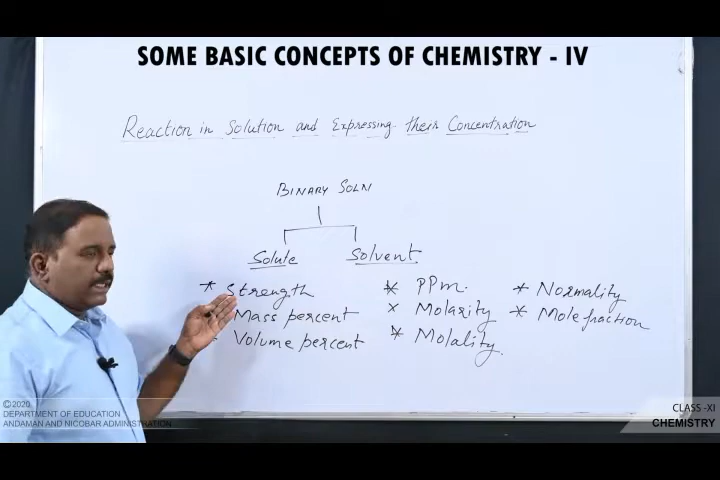 SOME BASIC CONCEPTS OF CHEMISTRY - IV
Reaction in Solution and Expressing their Concentration
BINARY SOLN
Solute Solvent
* Strength * PPm. * Normality
Mass percent * Molarity * Mole fraction
Volume percent * Molality.
©2020
DEPARTMENT OF EDUCATION
ANDAMAN AND NICOBAR ADMINISTRATION
CLASS -XI
CHEMISTRY